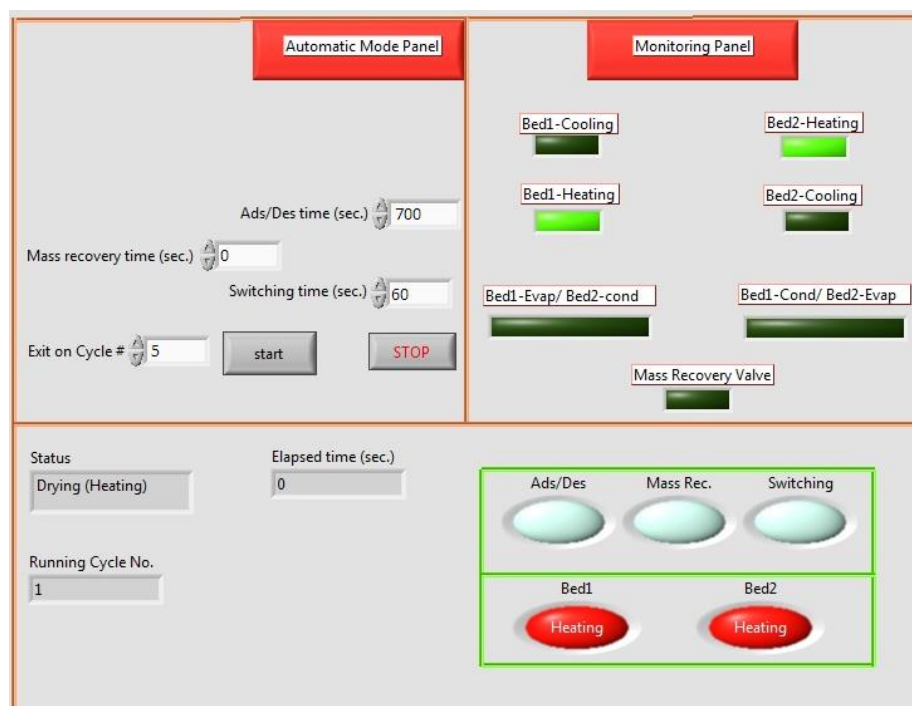 Automatic Mode Panel
Monitoring Panel
Bed1-Cooling
Bed2-Heating
Bed1-Heating
Bed2-Cooling
Ads/Des time (sec.) 700
Mass recovery time (sec.) 0
Switching time (sec.) 60
Bed1-Evap/ Bed2-cond
Bed1-Cond/ Bed2-Evap
Exit on Cycle # 5
start
STOP
Mass Recovery Valve
Status
Drying (Heating)
Elapsed time (sec.)
0
Running Cycle No.
1
Ads/Des
Mass Rec.
Switching
Bed1
Bed2
Heating
Heating